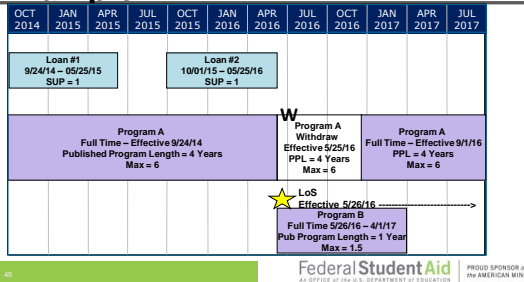 OCT 2014 JAN 2015 APR 2015 JUL 2015 OCT 2015 JAN 2016 APR 2016 JUL 2016 OCT 2016 JAN 2017 APR 2017 JUL 2017
Loan #1
9/24/14 – 05/25/15
SUP = 1
Loan #2
10/01/15 – 05/25/16
SUP = 1
Program A
Full Time – Effective 9/24/14
Published Program Length = 4 Years
Max = 6
W
Program A
Withdraw
Effective 5/25/16
PPL = 4 Years
Max = 6
Program A
Full Time – Effective 9/1/16
PPL = 4 Years
Max = 6
LoS
Effective 5/26/16 ---------------------------->
Program B
Full Time 5/26/16 – 4/1/17
Pub Program Length = 1 Year
Max = 1.5
45
Federal Student Aid
An OFFICE of the U.S. DEPARTMENT of EDUCATION
PROUD SPONSOR
the AMERICAN